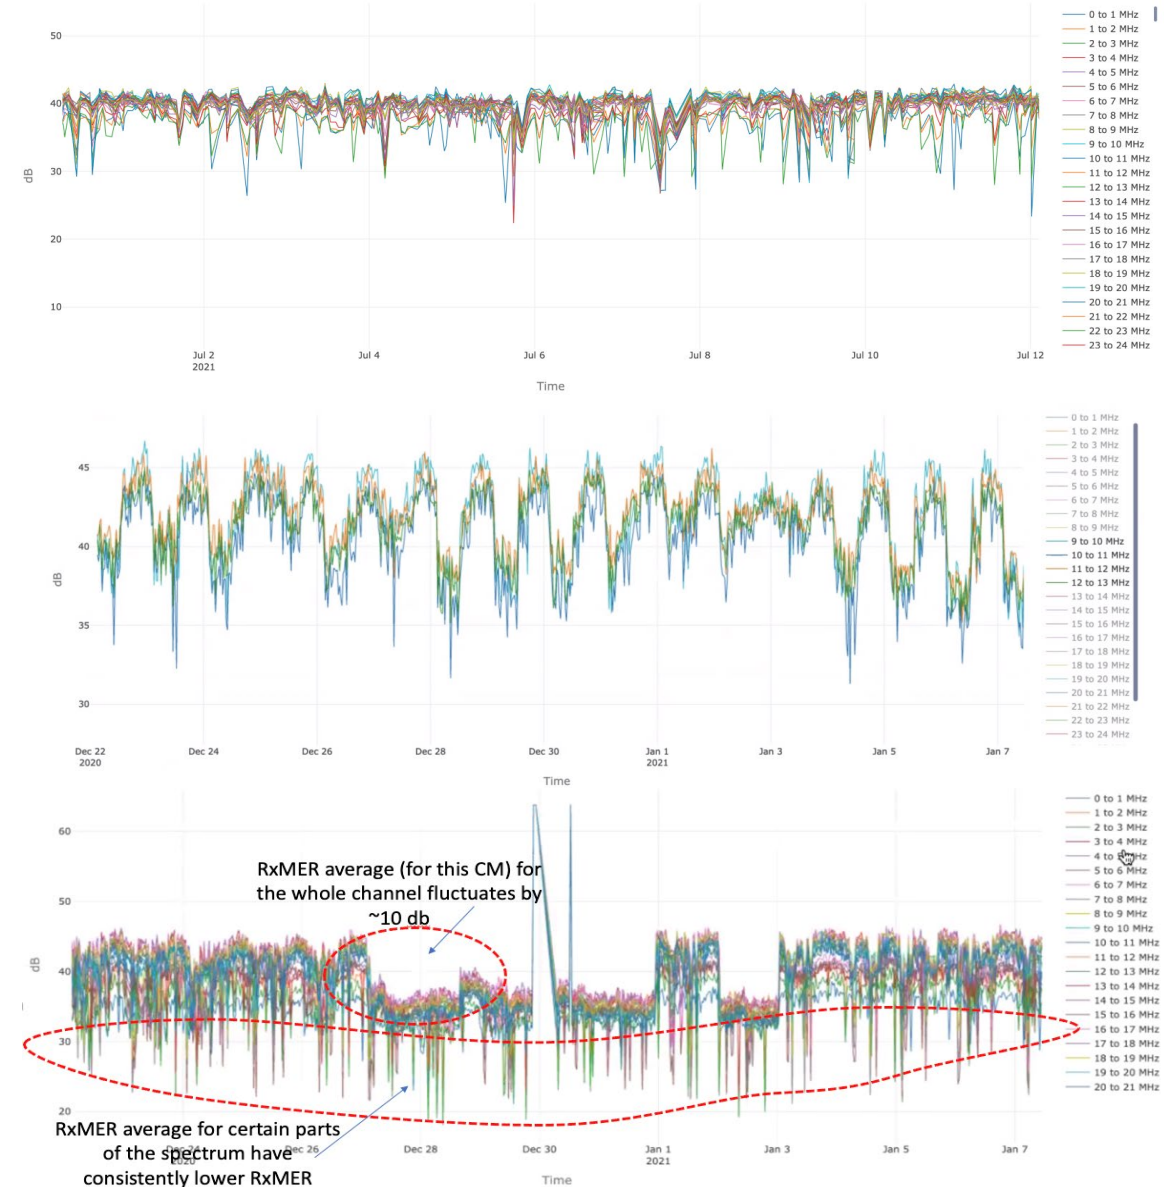 50
40
30
20
10
dB
Jul 2
2021
Jul 4
Jul 6
Jul 8
Jul 10
Jul 12
Time
0 to 1 MHz
1 to 2 MHz
2 to 3 MHz
3 to 4 MHz
4 to 5 MHz
5 to 6 MHz
6 to 7 MHz
7 to 8 MHz
8 to 9 MHz
9 to 10 MHz
10 to 11 MHz
11 to 12 MHz
12 to 13 MHz
13 to 14 MHz
14 to 15 MHz
15 to 16 MHz
16 to 17 MHz
17 to 18 MHz
18 to 19 MHz
19 to 20 MHz
20 to 21 MHz
21 to 22 MHz
22 to 23 MHz
23 to 24 MHz
45
40
35
30
dB
Dec 22
2020
Dec 24
Dec 26
Dec 28
Dec 30
Jan 1
2021
Jan 3
Jan 5
Jan 7
Time
0 to 1 MHz
1 to 2 MHz
2 to 3 MHz
3 to 4 MHz
4 to 5 MHz
5 to 6 MHz
6 to 7 MHz
7 to 8 MHz
8 to 9 MHz
9 to 10 MHz
10 to 11 MHz
11 to 12 MHz
12 to 13 MHz
13 to 14 MHz
14 to 15 MHz
15 to 16 MHz
16 to 17 MHz
17 to 18 MHz
18 to 19 MHz
19 to 20 MHz
20 to 21 MHz
21 to 22 MHz
22 to 23 MHz
23 to 24 MHz
60
50
40
30
20
dB
RxMER average (for this CM) for
the whole channel fluctuates by
~10 db
RxMER average for certain parts
of the spectrum have
consistently lower RxMER
Dec 24
2020
Dec 26
Dec 28
Dec 30
Jan 1
2021
Jan 3
Jan 5
Jan 7
Time
0 to 1 MHz
1 to 2 MHz
2 to 3 MHz
3 to 4 MHz
4 to 5 MHz
5 to 6 MHz
6 to 7 MHz
7 to 8 MHz
8 to 9 MHz
9 to 10 MHz
10 to 11 MHz
11 to 12 MHz
12 to 13 MHz
13 to 14 MHz
14 to 15 MHz
15 to 16 MHz
16 to 17 MHz
17 to 18 MHz
18 to 19 MHz
19 to 20 MHz
20 to 21 MHz